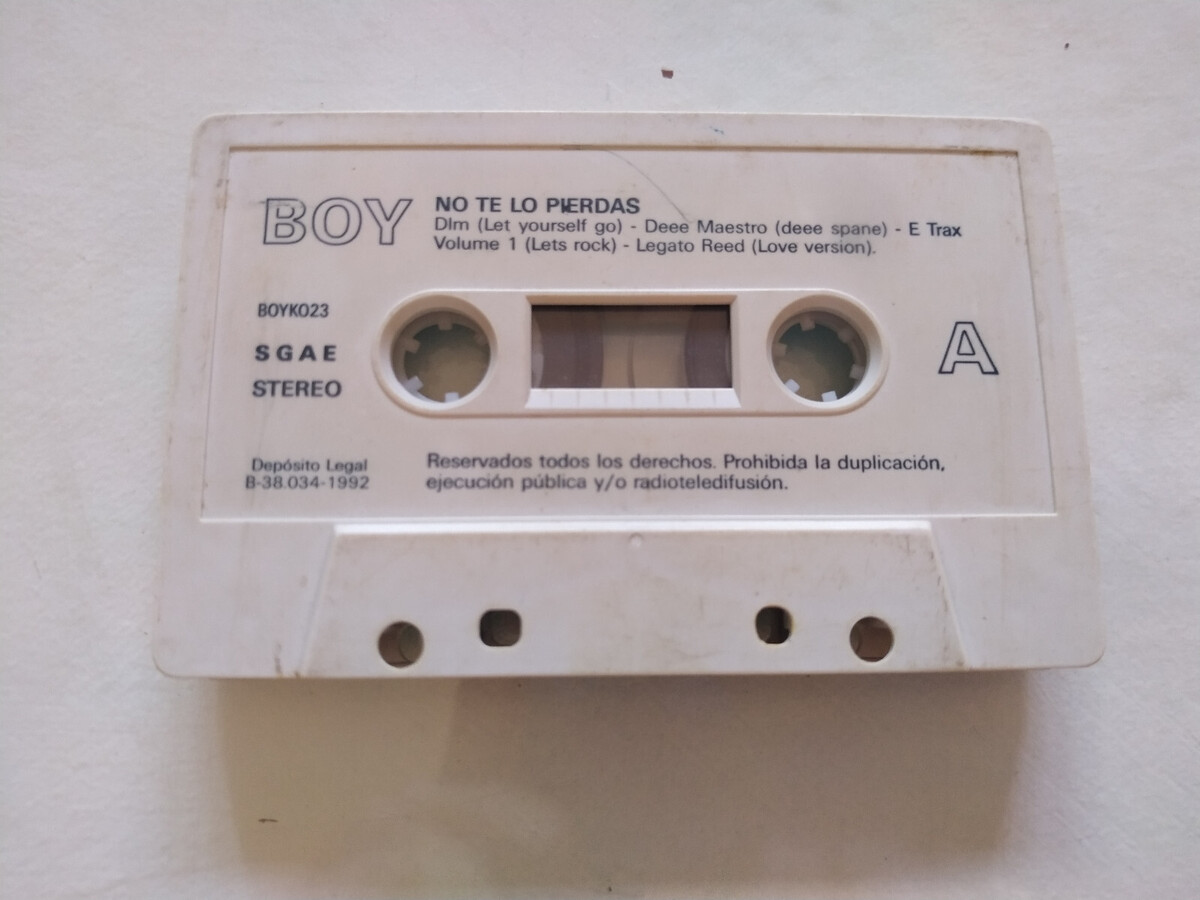 BOY
NO TE LO PIERDAS
Dlm (Let yourself go) - Deee Maestro (deee spane) - E Trax
Volume 1 (Lets rock) - Legato Reed (Love version).
BOYK023
SGAE
STEREO
A
Depósito Legal
B-38.034-1992
Reservados todos los derechos. Prohibida la duplicación,
ejecución pública y/o radioteledifusión.